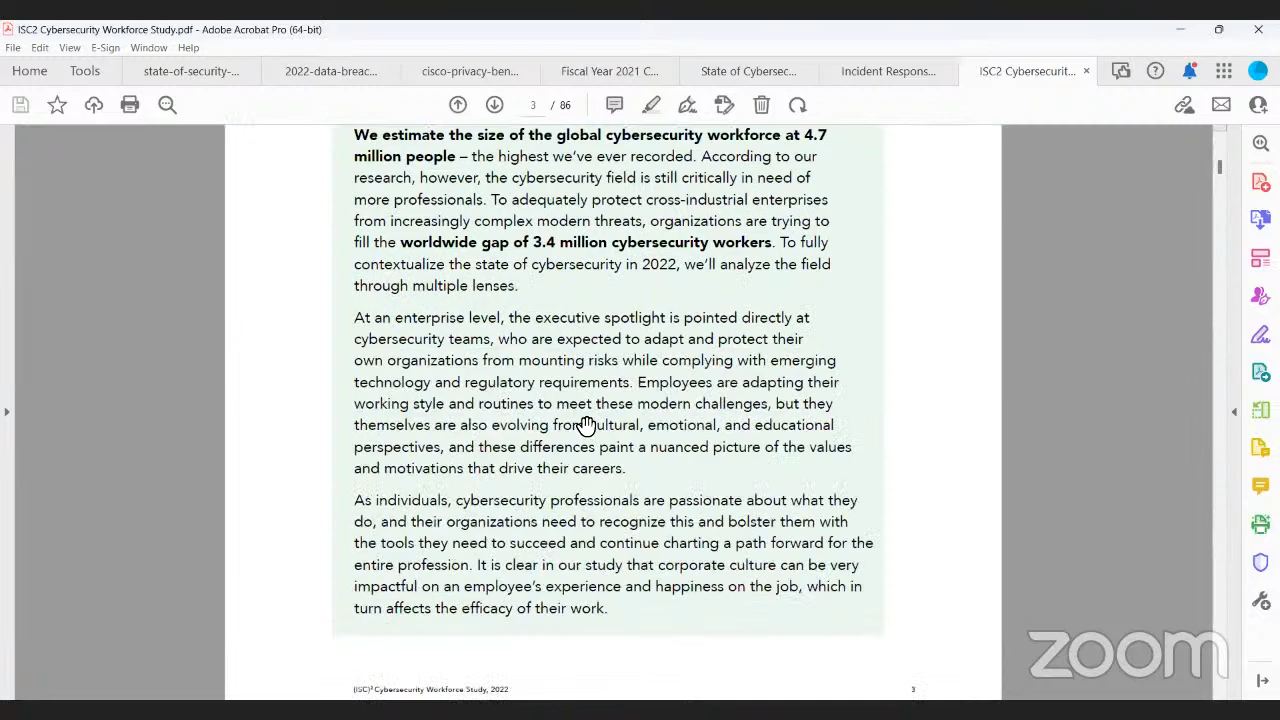 ISC2 Cybersecurity Workforce Study.pdf - Adobe Acrobat Pro (64-bit)
File Edit View E-Sign Window Help
Home Tools state-of-security-... 2022-data-breac... cisco-privacy-ben... Fiscal Year 2021 C... State of Cybersec... Incident Respons... ISC2 Cybersecurit... ×
3 / 86
We estimate the size of the global cybersecurity workforce at 4.7
million people – the highest we've ever recorded. According to our
research, however, the cybersecurity field is still critically in need of
more professionals. To adequately protect cross-industrial enterprises
from increasingly complex modern threats, organizations are trying to
fill the worldwide gap of 3.4 million cybersecurity workers. To fully
contextualize the state of cybersecurity in 2022, we'll analyze the field
through multiple lenses.
At an enterprise level, the executive spotlight is pointed directly at
cybersecurity teams, who are expected to adapt and protect their
own organizations from mounting risks while complying with emerging
technology and regulatory requirements. Employees are adapting their
working style and routines to meet these modern challenges, but they
themselves are also evolving from cultural, emotional, and educational
perspectives, and these differences paint a nuanced picture of the values
and motivations that drive their careers.
As individuals, cybersecurity professionals are passionate about what they
do, and their organizations need to recognize this and bolster them with
the tools they need to succeed and continue charting a path forward for the
entire profession. It is clear in our study that corporate culture can be very
impactful on an employee's experience and happiness on the job, which in
turn affects the efficacy of their work.
(ISC)² Cybersecurity Workforce Study, 2022 3
zoom